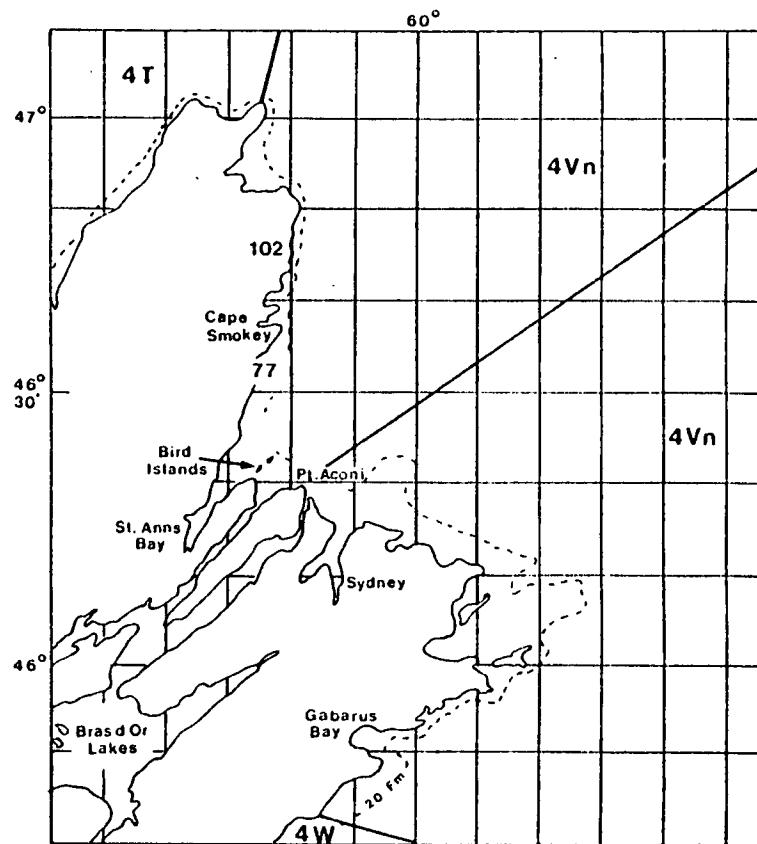 60°
4T
47°
4Vn
102
Cape
Smokey
77
46°
30'
4Vn
Bird
Islands
Pt. Aconi
St. Anns
Bay
Sydney
46°
Gabarus
Bay
Bras d Or
Lakes
20 Fm
4W